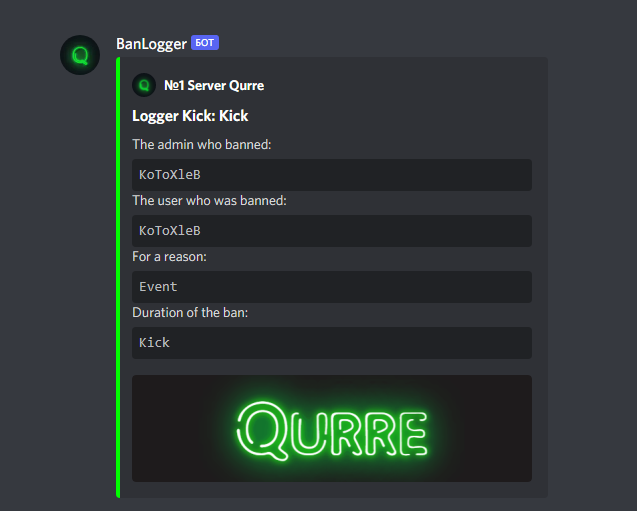 BanLogger БОТ
Q
Q №1 Server Qurre
Logger Kick: Kick
The admin who banned:
KoToXleB
The user who was banned:
KoToXleB
For a reason:
Event
Duration of the ban:
Kick
QURRE